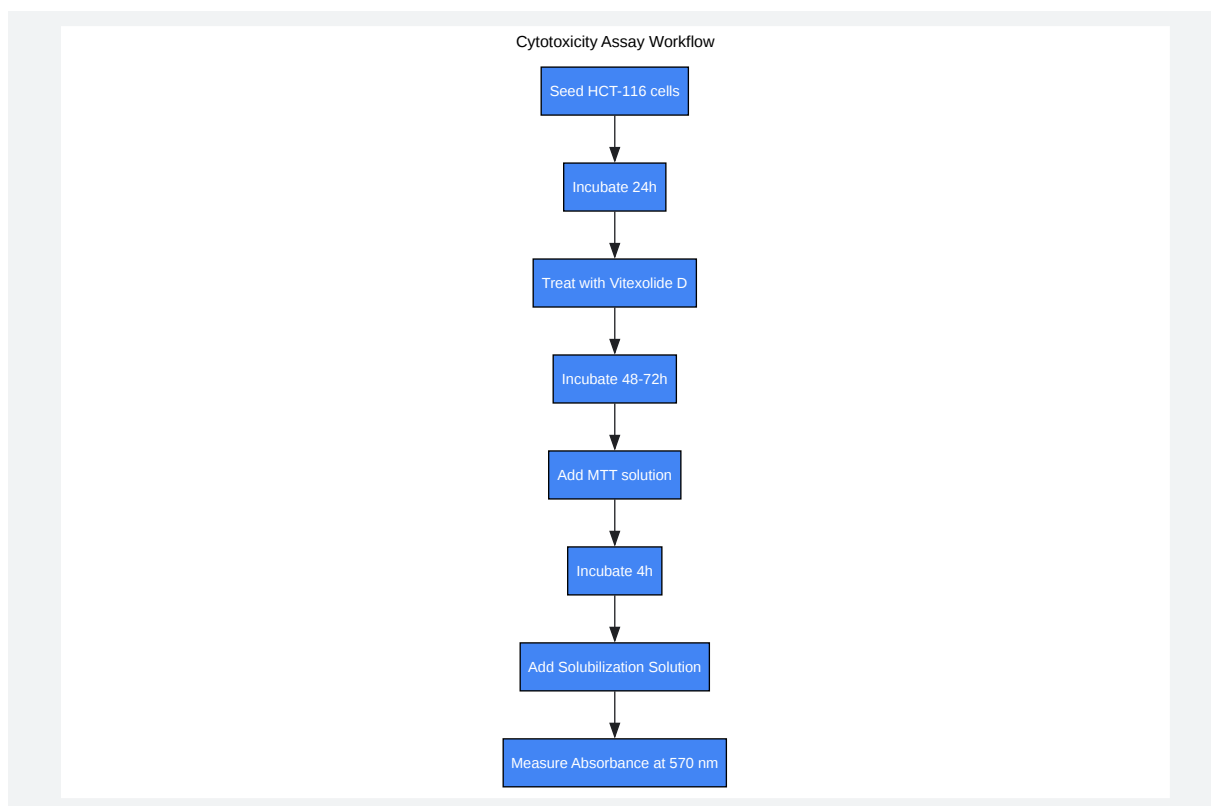 Cytotoxicity Assay Workflow
Seed HCT-116 cells
Incubate 24h
Treat with Vitexolide D
Incubate 48-72h
Add MTT solution
Incubate 4h
Add Solubilization Solution
Measure Absorbance at 570 nm